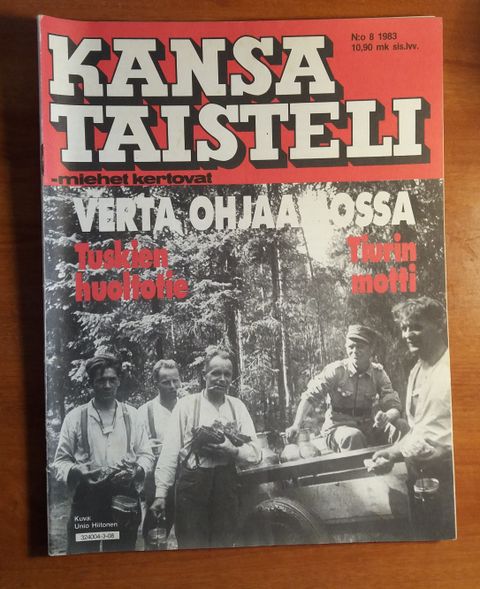 N:o 8 1983
10,90 mk sis.lvv.
KANSA
TAISTELI
-miehet kertovat
VERTA OHJAAMOSSA
Tuskien
huoltotie
Tiurin
motti
Kuva:
Unio Hiitonen
324004-3-08